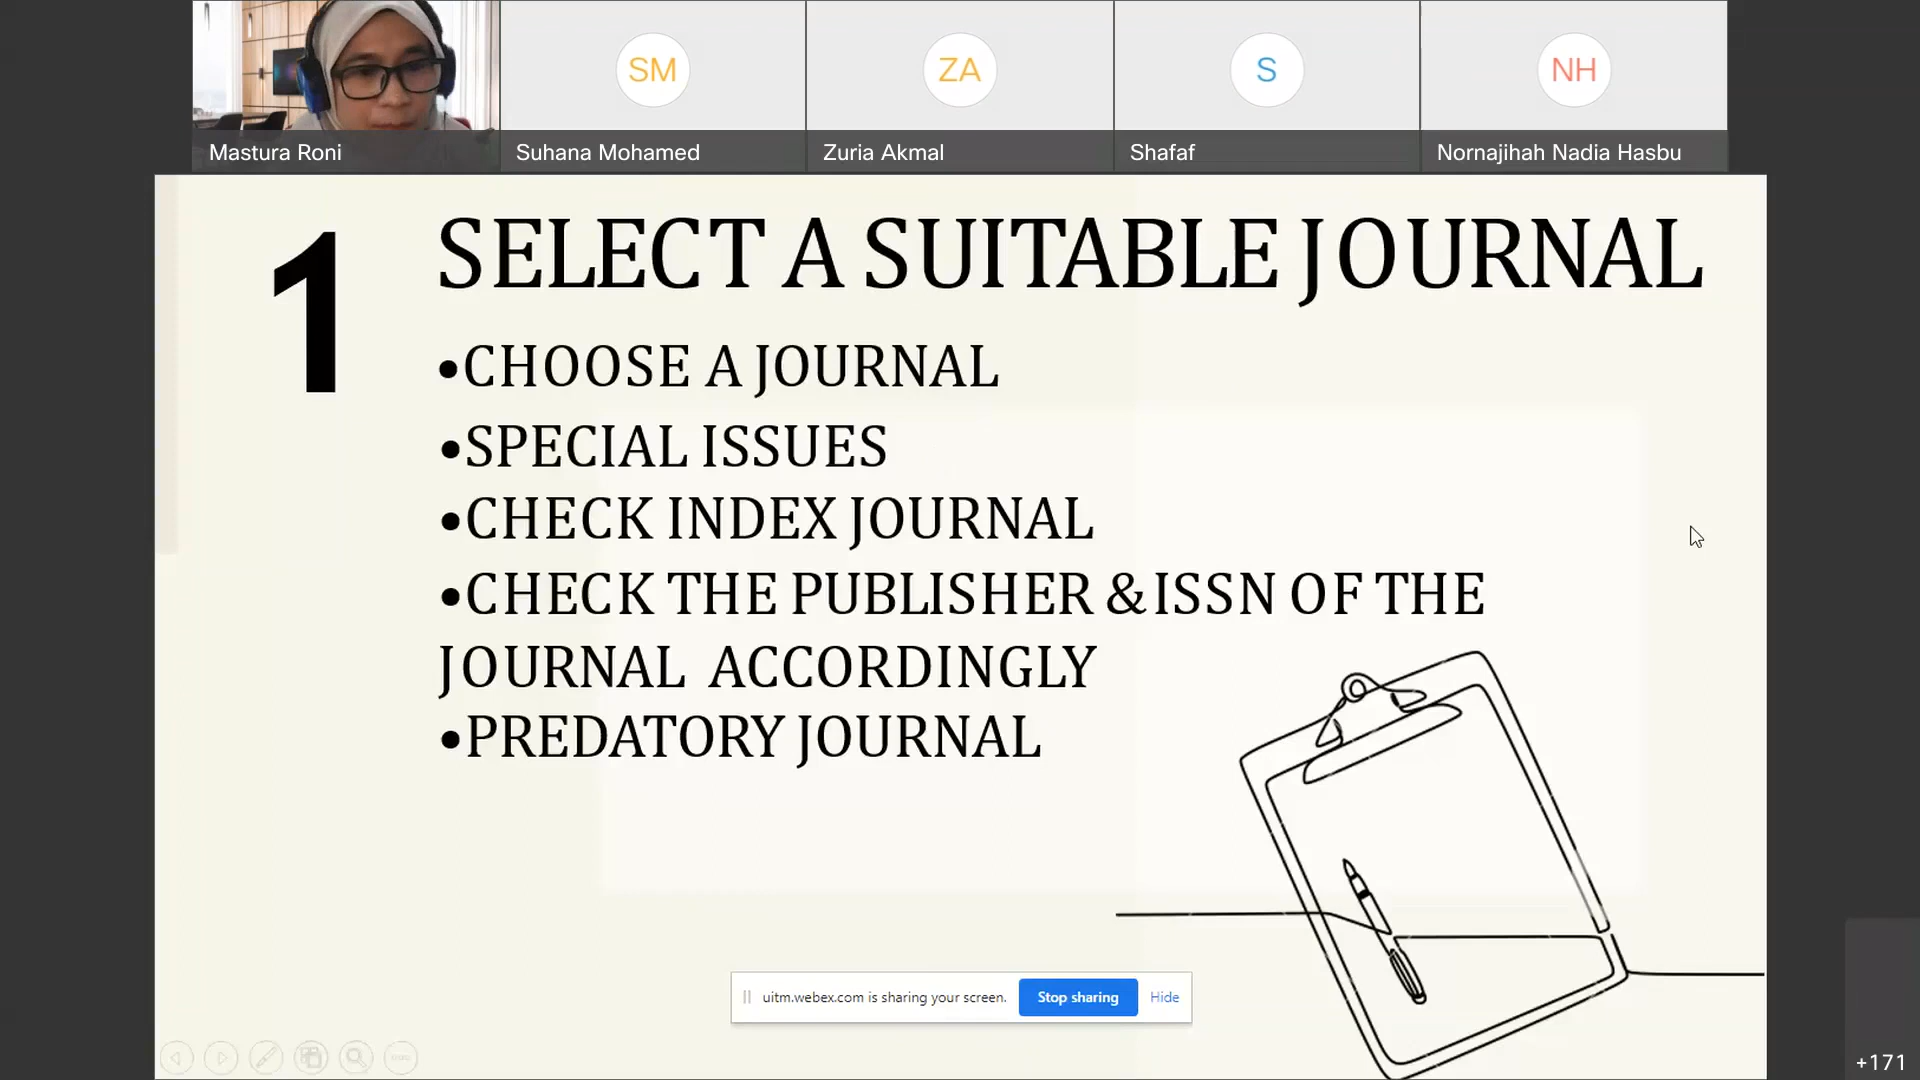 SM
ZA
S
NH
Mastura Roni
Suhana Mohamed
Zuria Akmal
Shafaf
Nornajihah Nadia Hasbu
1
SELECT A SUITABLE JOURNAL
•CHOOSE A JOURNAL
•SPECIAL ISSUES
•CHECK INDEX JOURNAL
•CHECK THE PUBLISHER & ISSN OF THE
JOURNAL ACCORDINGLY
•PREDATORY JOURNAL
uitm.webex.com is sharing your screen.
Stop sharing
Hide
+171